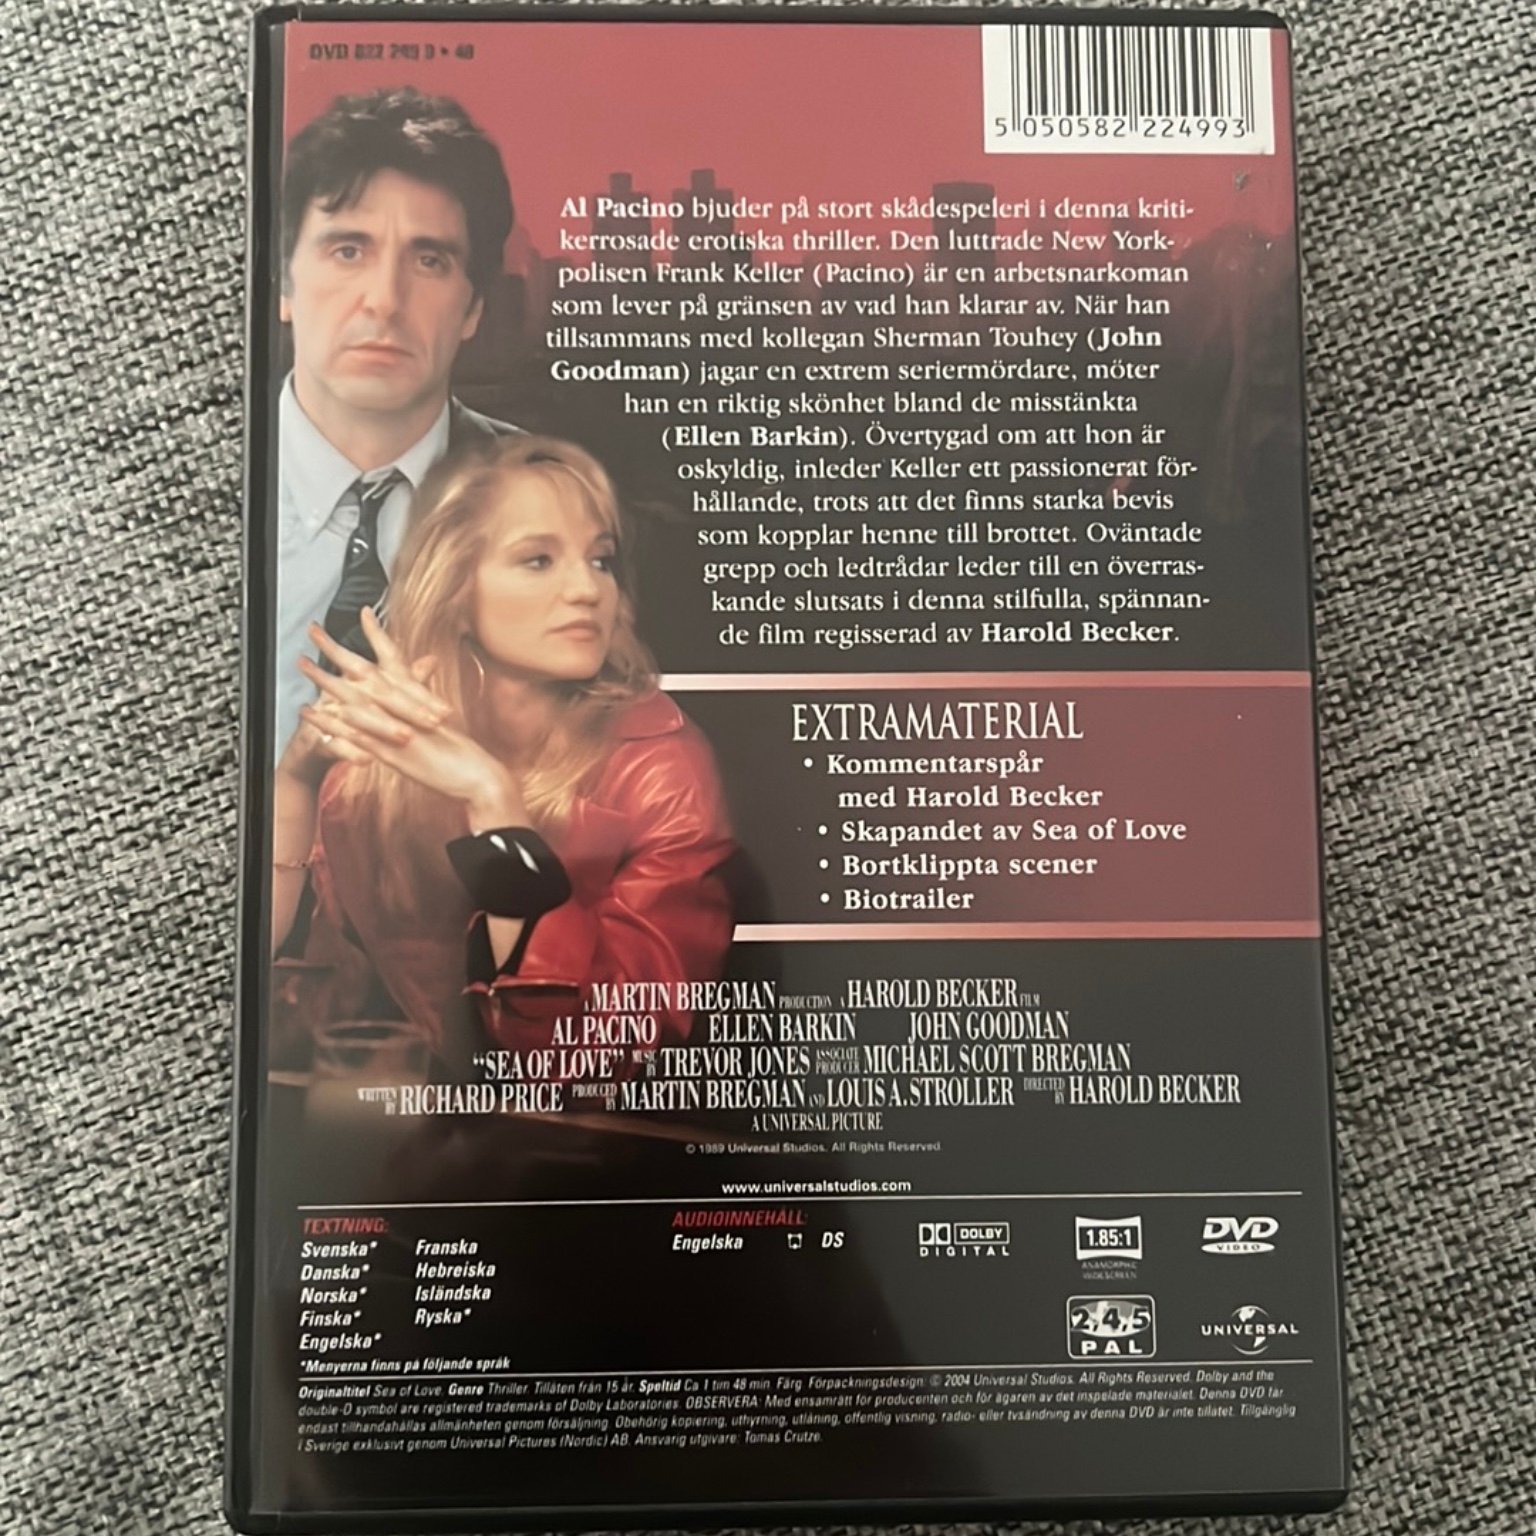 DVD 822 249 9 • 40
5 050582 224993
Al Pacino bjuder på stort skådespeleri i denna kriti-
kerrosade erotiska thriller. Den luttrade New York-
polisen Frank Keller (Pacino) är en arbetsnarkoman
som lever på gränsen av vad han klarar av. När han
tillsammans med kollegan Sherman Touhey (John
Goodman) jagar en extrem seriermördare, möter
han en riktig skönhet bland de misstänkta
(Ellen Barkin). Övertygad om att hon är
oskyldig, inleder Keller ett passionerat för-
hållande, trots att det finns starka bevis
som kopplar henne till brottet. Oväntade
grepp och ledtrådar leder till en överras-
kande slutsats i denna stilfulla, spännan-
de film regisserad av Harold Becker.
EXTRAMATERIAL
• Kommentarspår
med Harold Becker
• Skapandet av Sea of Love
• Bortklippta scener
• Biotrailer
A MARTIN BREGMAN PRODUCTION A HAROLD BECKER FILM
AL PACINO ELLEN BARKIN JOHN GOODMAN
"SEA OF LOVE" MUSIC BY TREVOR JONES ASSOCIATE PRODUCER MICHAEL SCOTT BREGMAN
WRITTEN BY RICHARD PRICE PRODUCED BY MARTIN BREGMAN AND LOUIS A. STROLLER DIRECTED BY HAROLD BECKER
A UNIVERSAL PICTURE
© 1989 Universal Studios. All Rights Reserved.
www.universalstudios.com
TEXTNING:
Svenska* Franska
Danska* Hebreiska
Norska* Isländska
Finska* Ryska*
Engelska*
*Menyerna finns på följande språk
AUDIOINNEHÅLL:
Engelska DS
DOLBY
DIGITAL
1.85:1
ANAMORPHIC
WIDESCREEN
DVD
VIDEO
2,4,5
PAL
UNIVERSAL
Originaltitel Sea of Love. Genre Thriller. Tillåten från 15 år. Speltid Ca 1 tim 48 min. Färg. Förpackningsdesign: © 2004 Universal Studios. All Rights Reserved. Dolby and the
double-D symbol are registered trademarks of Dolby Laboratories. OBSERVERA: Med ensamrätt för producenten och för ägaren av det inspelade materialet. Denna DVD får
endast tillhandahållas allmänheten genom försäljning. Obehörig kopiering, uthyrning, utlåning, offentlig visning, radio- eller tvsändning av denna DVD är inte tillåtet. Tillgänglig
i Sverige exklusivt genom Universal Pictures (Nordic) AB. Ansvarig utgivare: Tomas Crutze.